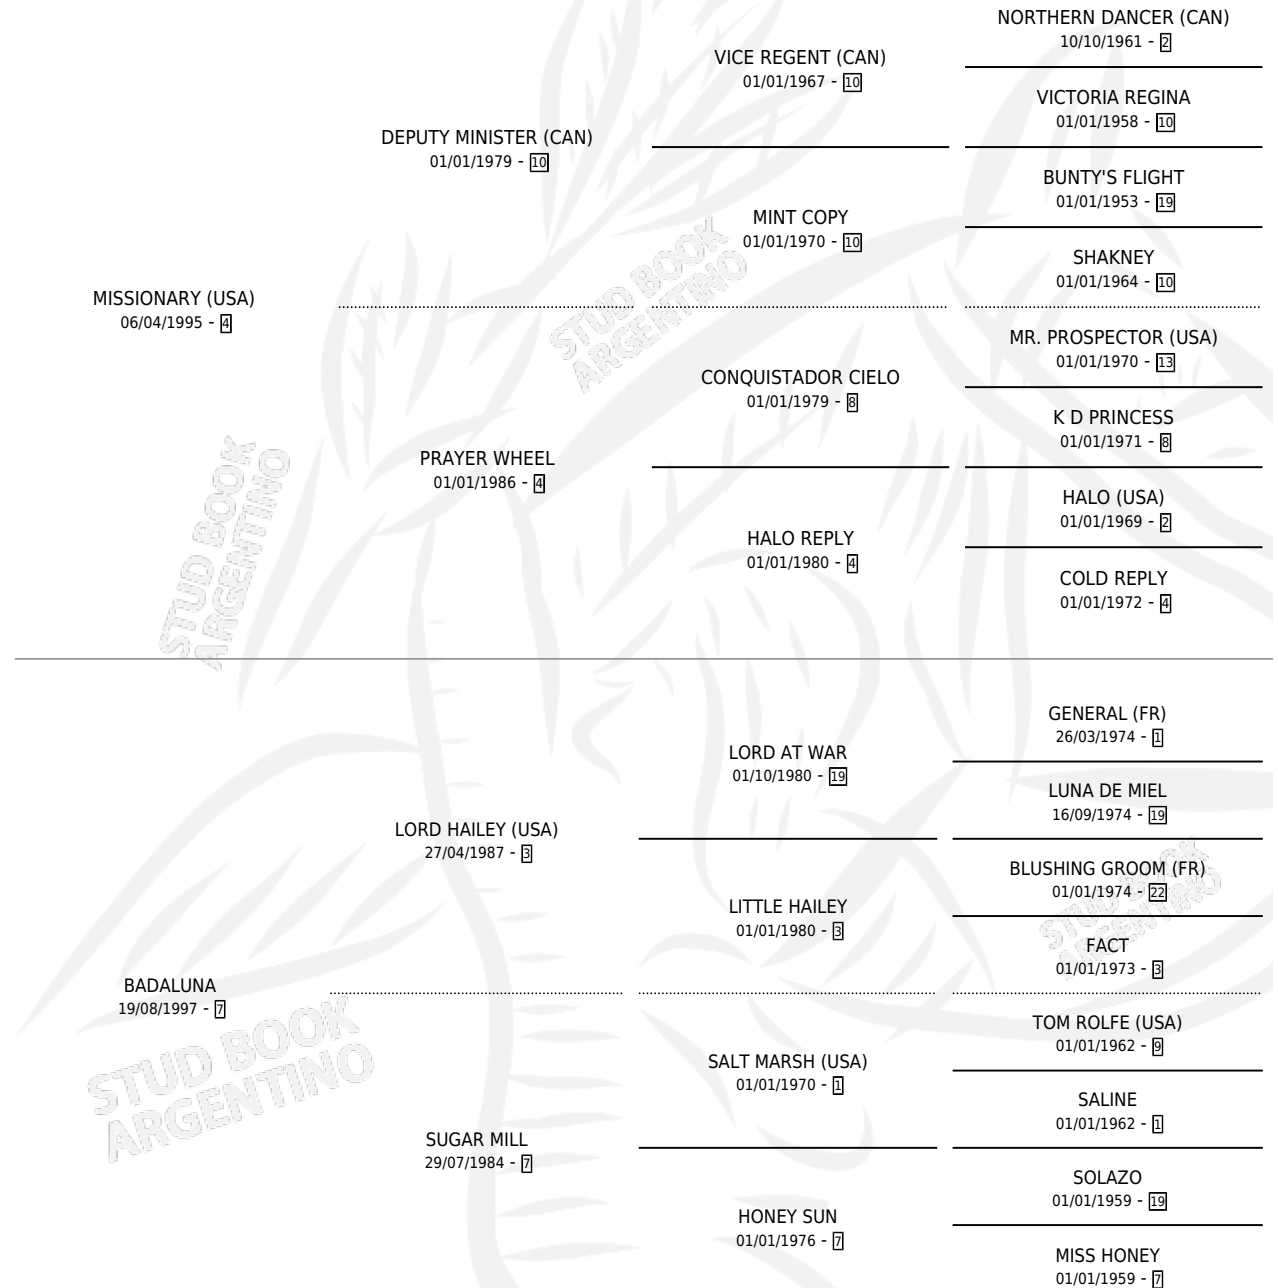 NORTHERN DANCER (CAN)
10/10/1961 - 2
VICE REGENT (CAN)
01/01/1967 - 10
VICTORIA REGINA
01/01/1958 - 10
DEPUTY MINISTER (CAN)
01/01/1979 - 10
BUNTY'S FLIGHT
01/01/1953 - 19
MINT COPY
01/01/1970 - 10
SHAKNEY
01/01/1964 - 10
MISSIONARY (USA)
06/04/1995 - 4
STUD BOOK
ARGENTINO
MR. PROSPECTOR (USA)
01/01/1970 - 13
CONQUISTADOR CIELO
01/01/1979 - 8
K D PRINCESS
01/01/1971 - 8
PRAYER WHEEL
01/01/1986 - 4
HALO (USA)
01/01/1969 - 2
HALO REPLY
01/01/1980 - 4
COLD REPLY
01/01/1972 - 4
STUD BOOK
ARGENTINO
GENERAL (FR)
26/03/1974 - 1
LORD AT WAR
01/10/1980 - 19
LUNA DE MIEL
16/09/1974 - 19
LORD HAILEY (USA)
27/04/1987 - 3
BLUSHING GROOM (FR)
01/01/1974 - 22
LITTLE HAILEY
01/01/1980 - 3
STUD BOOK
ARGENTINO
FACT
01/01/1973 - 3
BADALUNA
19/08/1997 - 7
STUD BOOK
ARGENTINO
TOM ROLFE (USA)
01/01/1962 - 9
SALT MARSH (USA)
01/01/1970 - 1
SALINE
01/01/1962 - 1
SUGAR MILL
29/07/1984 - 7
SOLAZO
01/01/1959 - 19
HONEY SUN
01/01/1976 - 7
MISS HONEY
01/01/1959 - 7